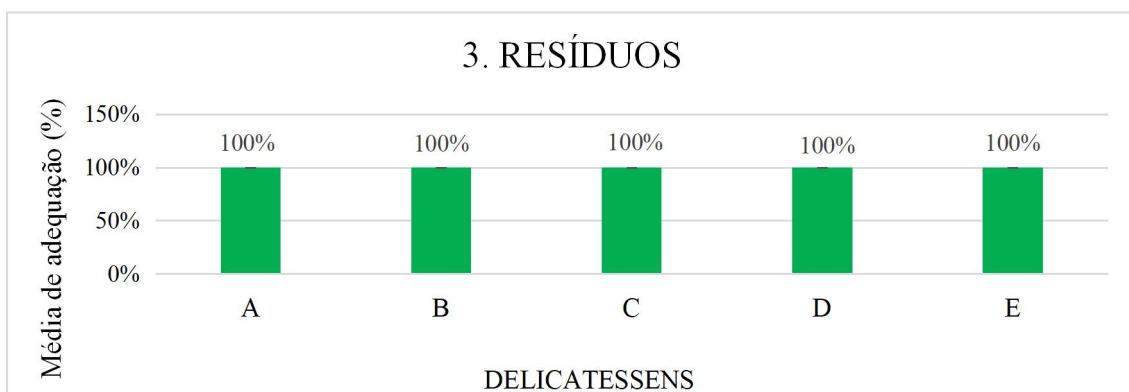 3. RESÍDUOS
Média de adequação (%)
150%
100%
50%
0%
100% 100% 100% 100% 100%
A B C D E
DELICATESSENS